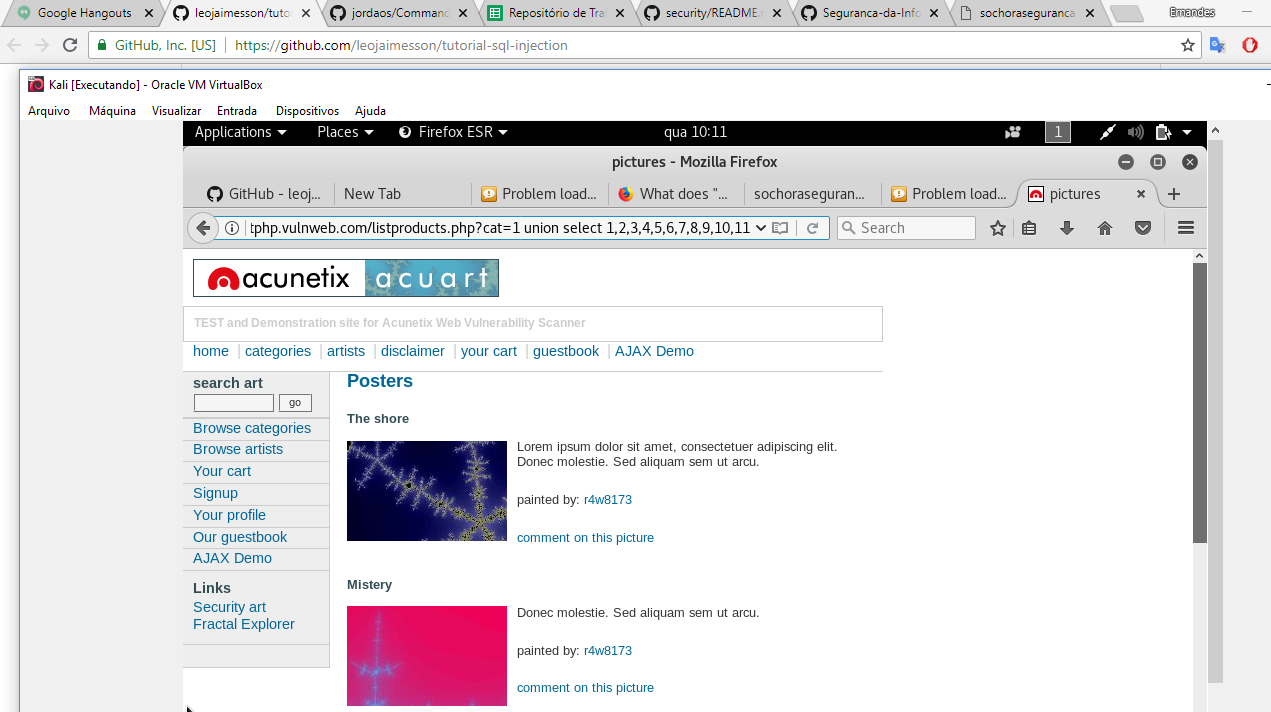 Google Hangouts
leojaimesson/tutor
jordaos/Command
Repositório de Tra
security/README.
Seguranca-da-Info
sochoraseguranca
Ernandes
GitHub, Inc. [US] https://github.com/leojaimesson/tutorial-sql-injection
Kali [Executando] - Oracle VM VirtualBox
Arquivo Máquina Visualizar Entrada Dispositivos Ajuda
Applications Places Firefox ESR qua 10:11 1
pictures - Mozilla Firefox
GitHub - leoj... New Tab Problem load... What does "... sochoraseguran... Problem load... pictures
tphp.vulnweb.com/listproducts.php?cat=1 union select 1,2,3,4,5,6,7,8,9,10,11 Search
acunetix acuart
TEST and Demonstration site for Acunetix Web Vulnerability Scanner
home | categories | artists | disclaimer | your cart | guestbook | AJAX Demo
search art
go
Browse categories
Browse artists
Your cart
Signup
Your profile
Our guestbook
AJAX Demo
Links
Security art
Fractal Explorer
Posters
The shore
Lorem ipsum dolor sit amet, consectetuer adipiscing elit.
Donec molestie. Sed aliquam sem ut arcu.
painted by: r4w8173
comment on this picture
Mistery
Donec molestie. Sed aliquam sem ut arcu.
painted by: r4w8173
comment on this picture